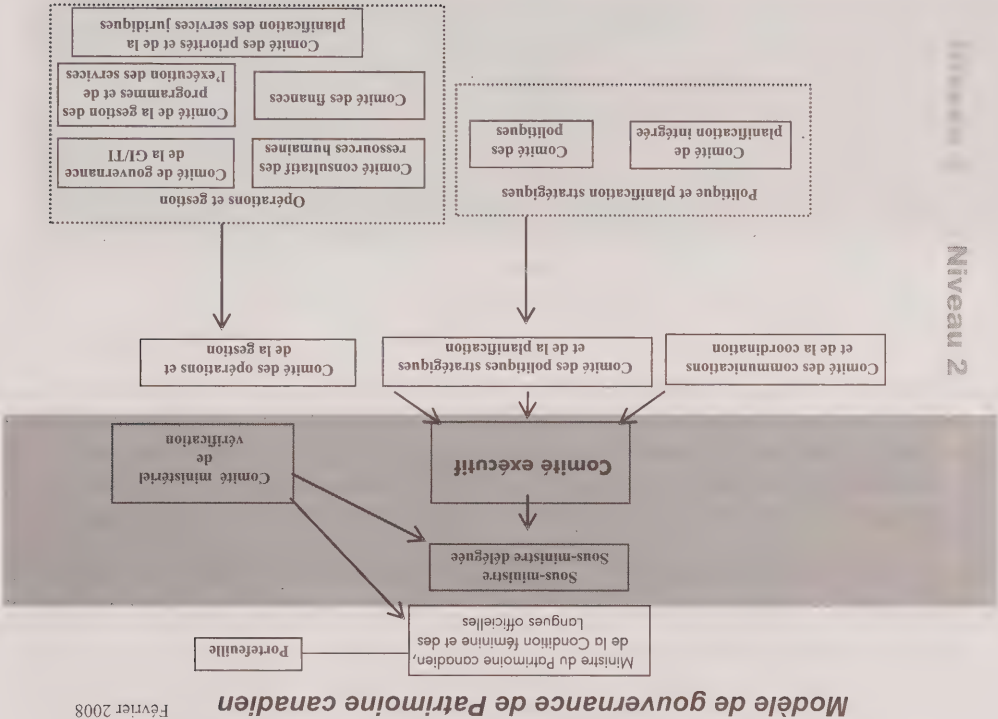 Modèle de gouvernance de Patrimoine canadien
Février 2008
Ministre du Patrimoine canadien,
de la Condition féminine et des
Langues officielles
Portefeuille
Sous-ministre
Sous-ministre déléguée
Comité exécutif
Comité ministériel
de
vérification
Niveau 2
Comité des communications
et de la coordination
Comité des politiques stratégiques
et de la planification
Comité des opérations et
de la gestion
Politique et planification stratégiques
Comité de
planification intégrée
Comité des
politiques
Opérations et gestion
Comité consultatif des
ressources humaines
Comité de gouvernance
de la GI/TI
Comité des finances
Comité de la gestion des
programmes et de
l'exécution des services
Comité des priorités et de la
planification des services juridiques